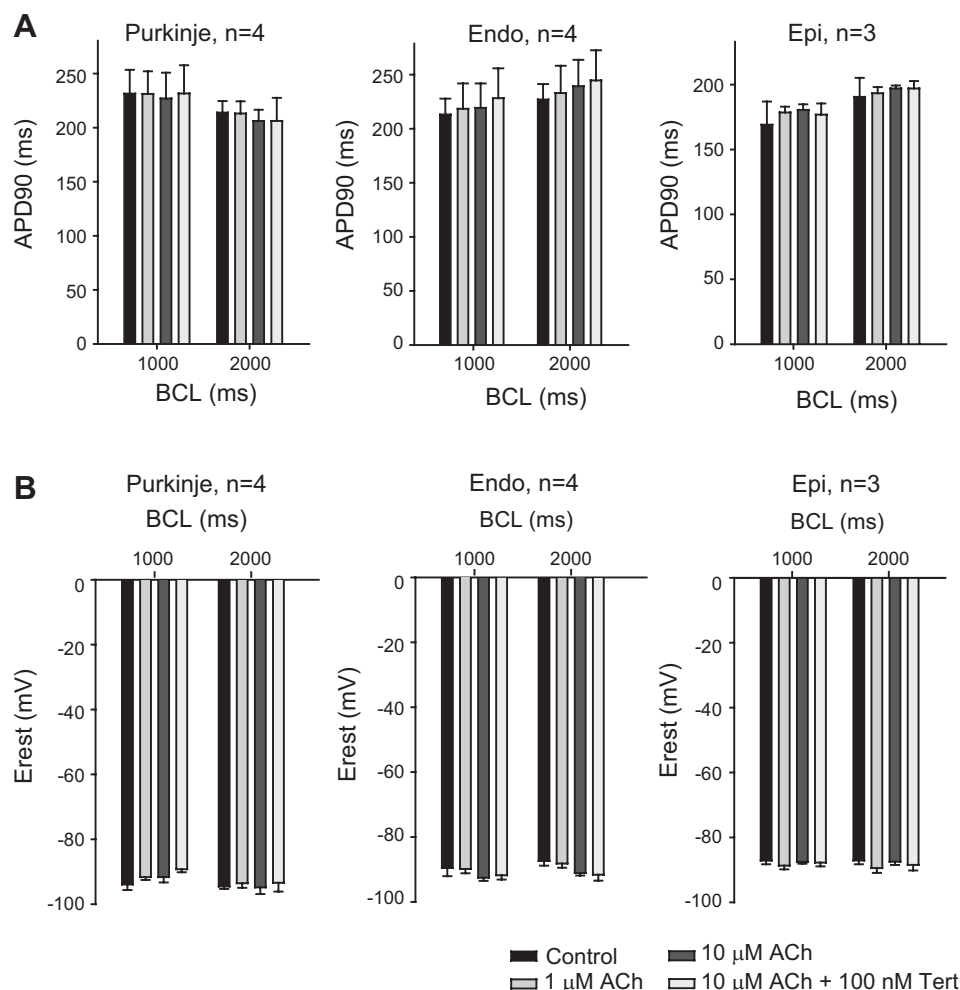 A
Purkinje, n=4
Endo, n=4
Epi, n=3
APD90 (ms)
250
200
150
100
50
0
1000
2000
BCL (ms)
APD90 (ms)
250
200
150
100
50
0
1000
2000
BCL (ms)
APD90 (ms)
200
150
100
50
0
1000
2000
BCL (ms)
B
Purkinje, n=4
BCL (ms)
1000
2000
Erest (mV)
0
-20
-40
-60
-80
-100
Endo, n=4
BCL (ms)
1000
2000
Erest (mV)
0
-20
-40
-60
-80
-100
Epi, n=3
BCL (ms)
1000
2000
Erest (mV)
0
-20
-40
-60
-80
-100
Control
10 μM ACh
1 μM ACh
10 μM ACh + 100 nM Tert